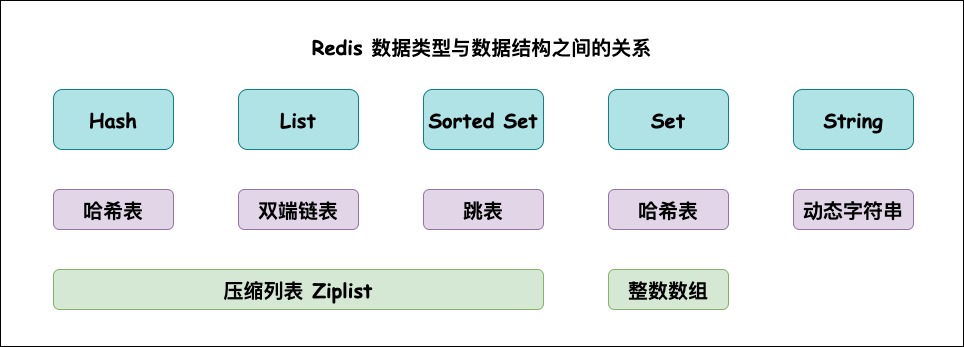 Redis 数据类型与数据结构之间的关系
Hash
List
Sorted Set
Set
String
哈希表
双端链表
跳表
哈希表
动态字符串
压缩列表 Ziplist
整数数组